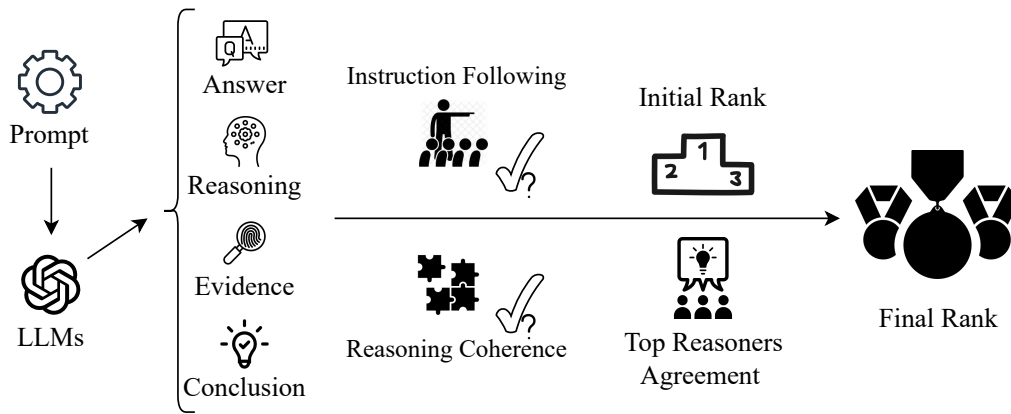 Prompt
LLMs
Q
A
Answer
Reasoning
Evidence
Conclusion
Instruction Following
?
Reasoning Coherence
?
Initial Rank
1
2
3
Top Reasoners
Agreement
Final Rank